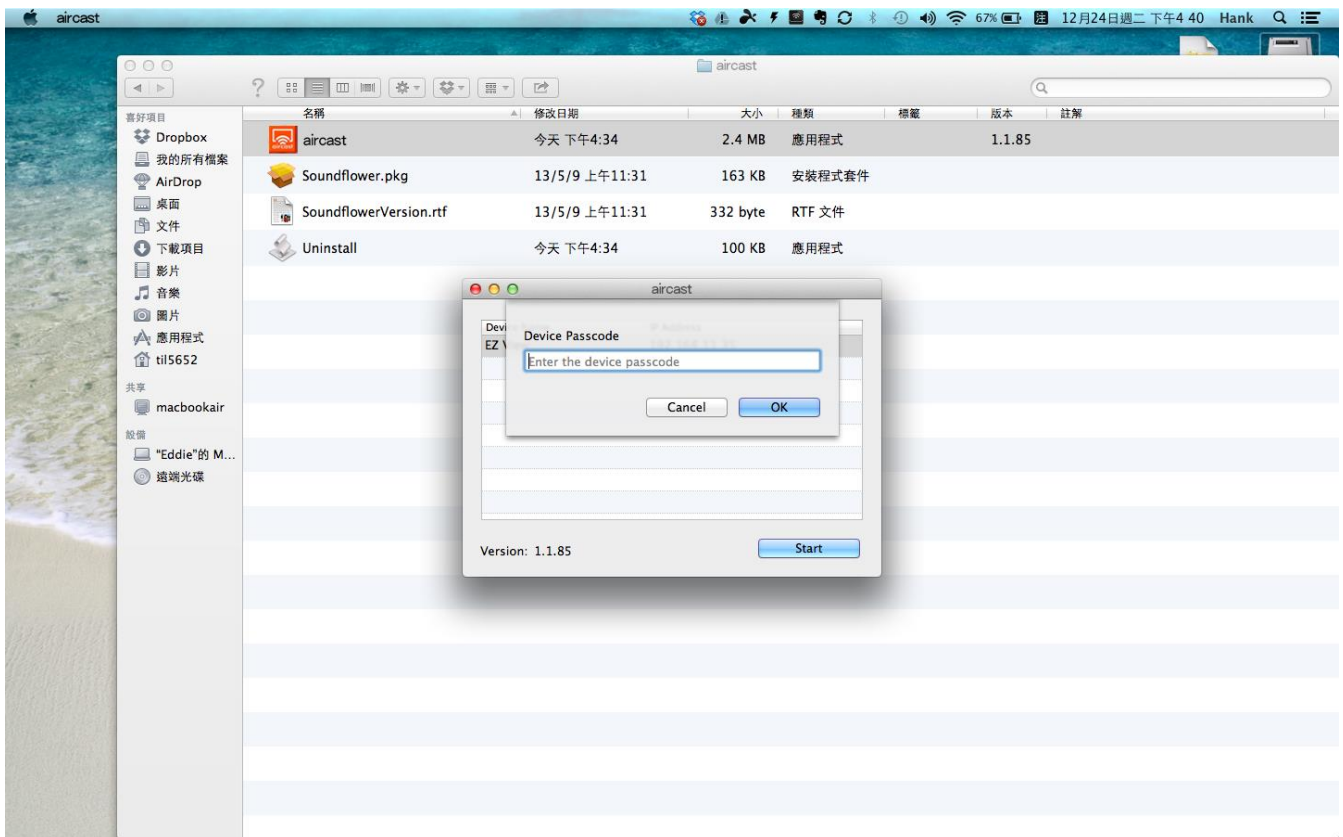 aircast 67% 12月24日週二 下午4 40 Hank
aircast
名稱 修改日期 大小 種類 標籤 版本 註解
aircast 今天 下午4:34 2.4 MB 應用程式 1.1.85
Soundflower.pkg 13/5/9 上午11:31 163 KB 安裝程式套件
SoundflowerVersion.rtf 13/5/9 上午11:31 332 byte RTF 文件
Uninstall 今天 下午4:34 100 KB 應用程式
喜好項目
Dropbox
我的所有檔案
AirDrop
桌面
文件
下載項目
影片
音樂
圖片
應用程式
til5652
共享
macbookair
設備
"Eddie"的 M...
遠端光碟
aircast
Device Passcode
Enter the device passcode
Cancel OK
EZ
Version: 1.1.85 Start